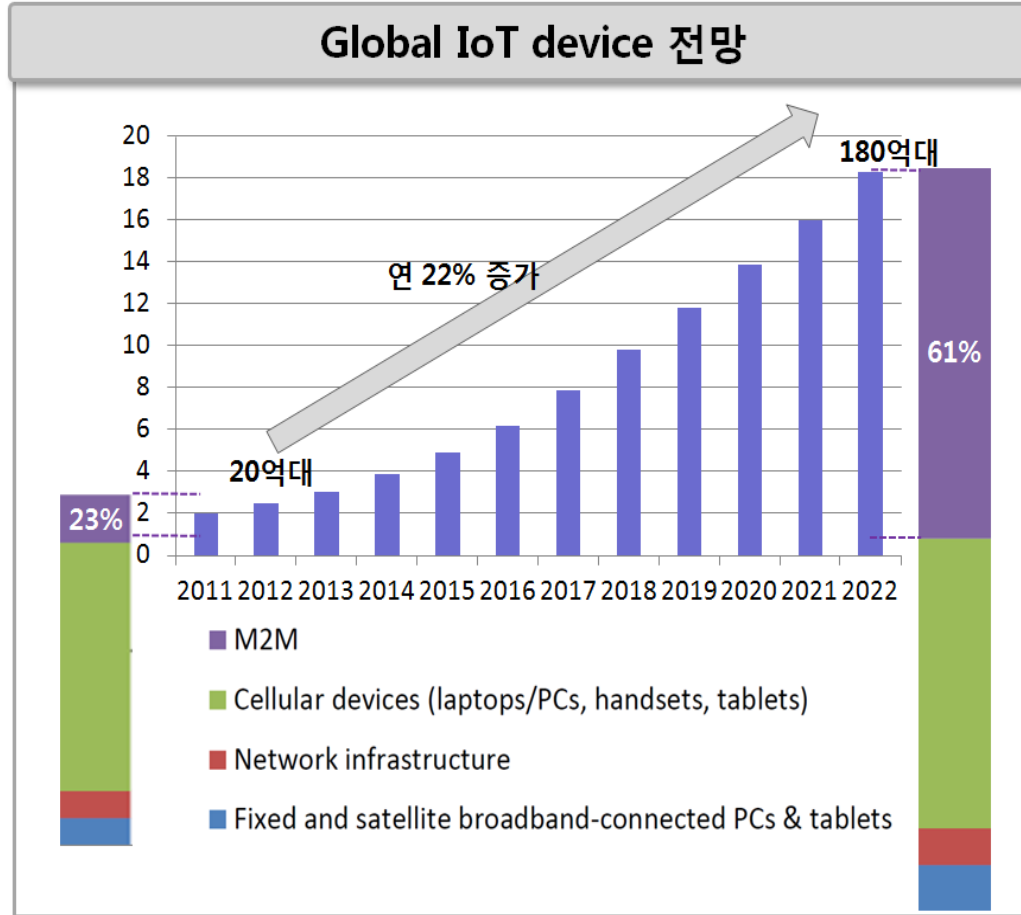 Global IoT device 전망
20
18
16
14
12
10
8
6
4
2
0
180억대
연 22% 증가
20억대
23%
61%
2011 2012 2013 2014 2015 2016 2017 2018 2019 2020 2021 2022
M2M
Cellular devices (laptops/PCs, handsets, tablets)
Network infrastructure
Fixed and satellite broadband-connected PCs & tablets